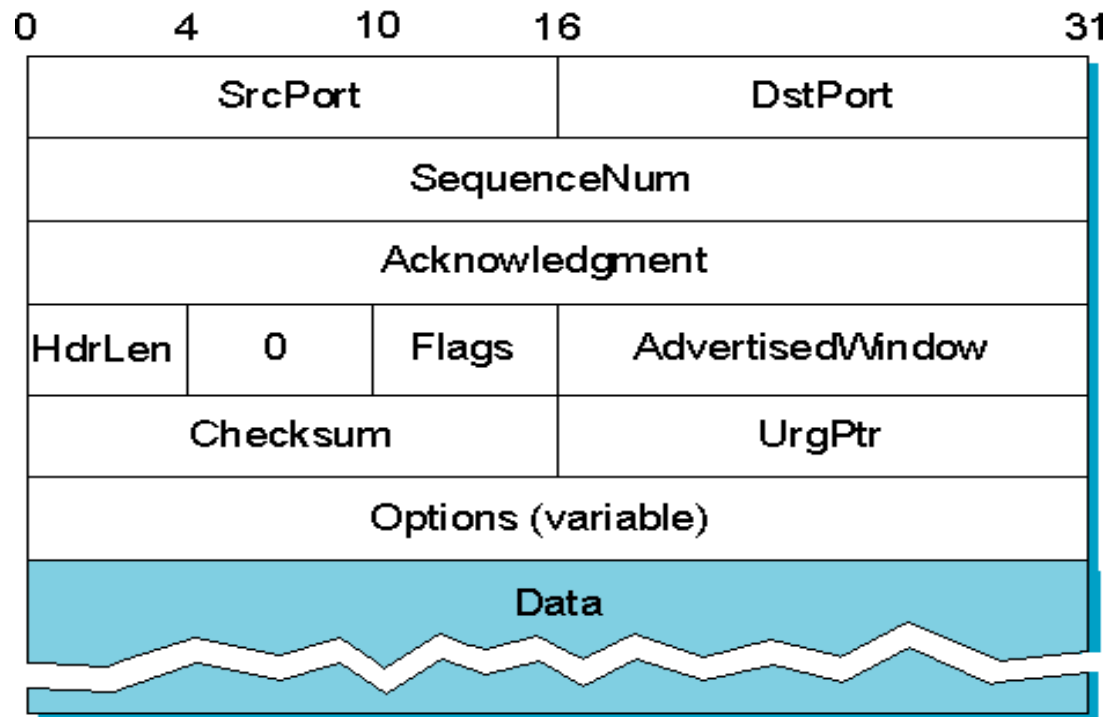 0 4 10 16 31
SrcPort DstPort
SequenceNum
Acknowledgment
HdrLen 0 Flags AdvertisedWindow
Checksum UrgPtr
Options (variable)
Data